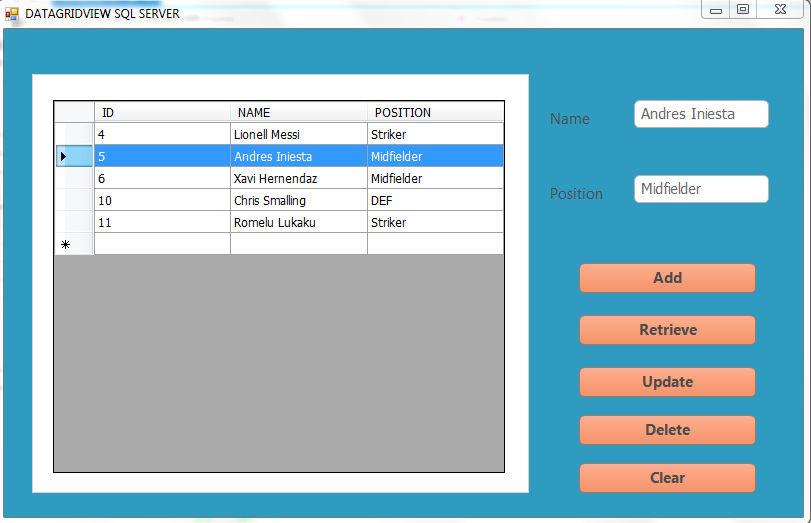 DATAGRIDVIEW SQL SERVER
ID NAME POSITION
4 Lionell Messi Striker
5 Andres Iniesta Midfielder
6 Xavi Hernendaz Midfielder
10 Chris Smalling DEF
11 Romelu Lukaku Striker
Name Andres Iniesta
Position Midfielder
Add
Retrieve
Update
Delete
Clear